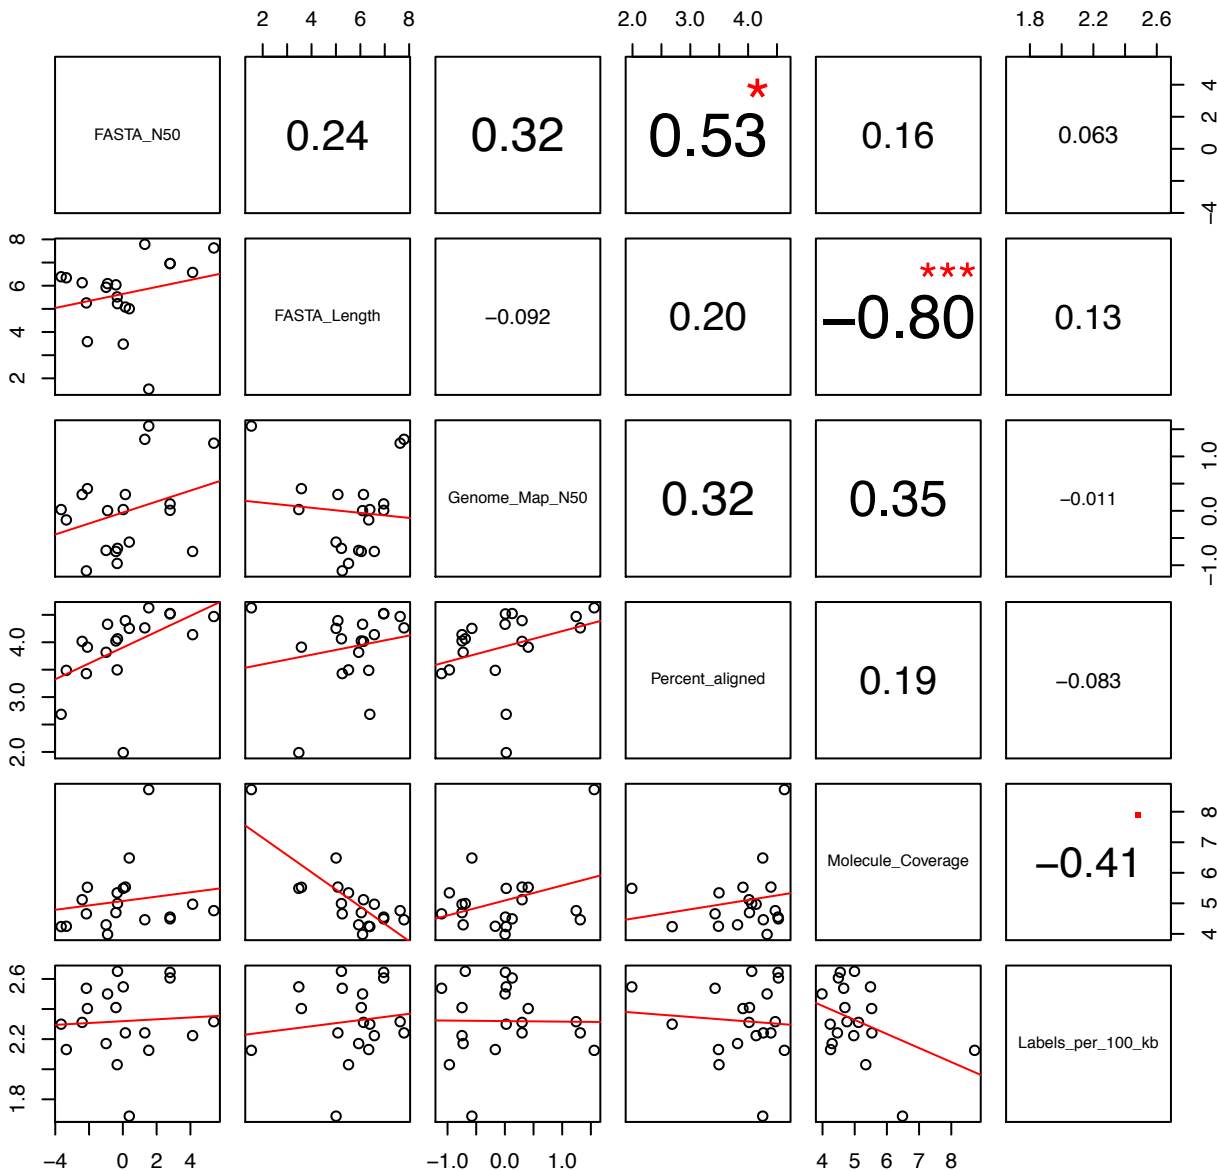 2 4 6 8 2.0 3.0 4.0 1.8 2.2 2.6
FASTA_N50 0.24 0.32 0.53 * 0.16 0.063 −4 0 2 4
2 4 6 8 FASTA_Length −0.092 0.20 −0.80 *** 0.13
Genome_Map_N50 0.32 0.35 −0.011 −1.0 0.0 1.0
2.0 3.0 4.0 Percent_aligned 0.19 −0.083
Molecule_Coverage −0.41 4 5 6 7 8
1.8 2.2 2.6 Labels_per_100_kb
−4 0 2 4 −1.0 0.0 1.0 4 5 6 7 8